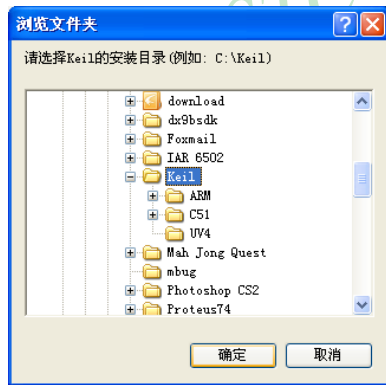 浏览文件夹
请选择Keil的安装目录(例如: C:\Keil)
download
dx9bsdk
Foxmail
IAR 6502
Keil
ARM
C51
UV4
Mah Jong Quest
mbug
Photoshop CS2
Proteus74
确定
取消